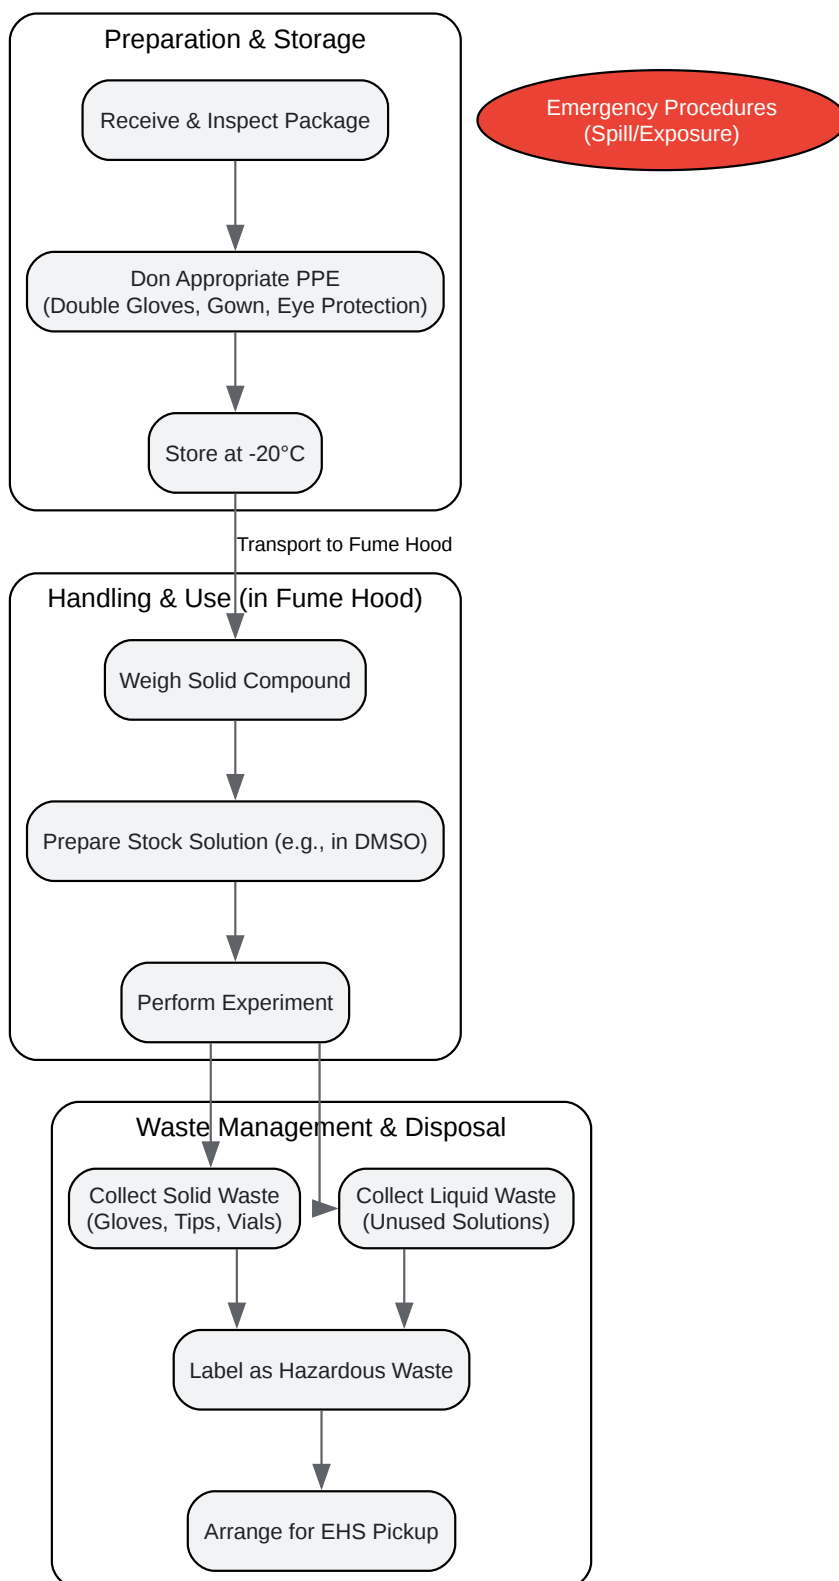 Preparation & Storage
Receive & Inspect Package
Emergency Procedures
(Spill/Exposure)
Don Appropriate PPE
(Double Gloves, Gown, Eye Protection)
Store at -20°C
Transport to Fume Hood
Handling & Use (in Fume Hood)
Weigh Solid Compound
Prepare Stock Solution (e.g., in DMSO)
Perform Experiment
Waste Management & Disposal
Collect Solid Waste
(Gloves, Tips, Vials)
Collect Liquid Waste
(Unused Solutions)
Label as Hazardous Waste
Arrange for EHS Pickup